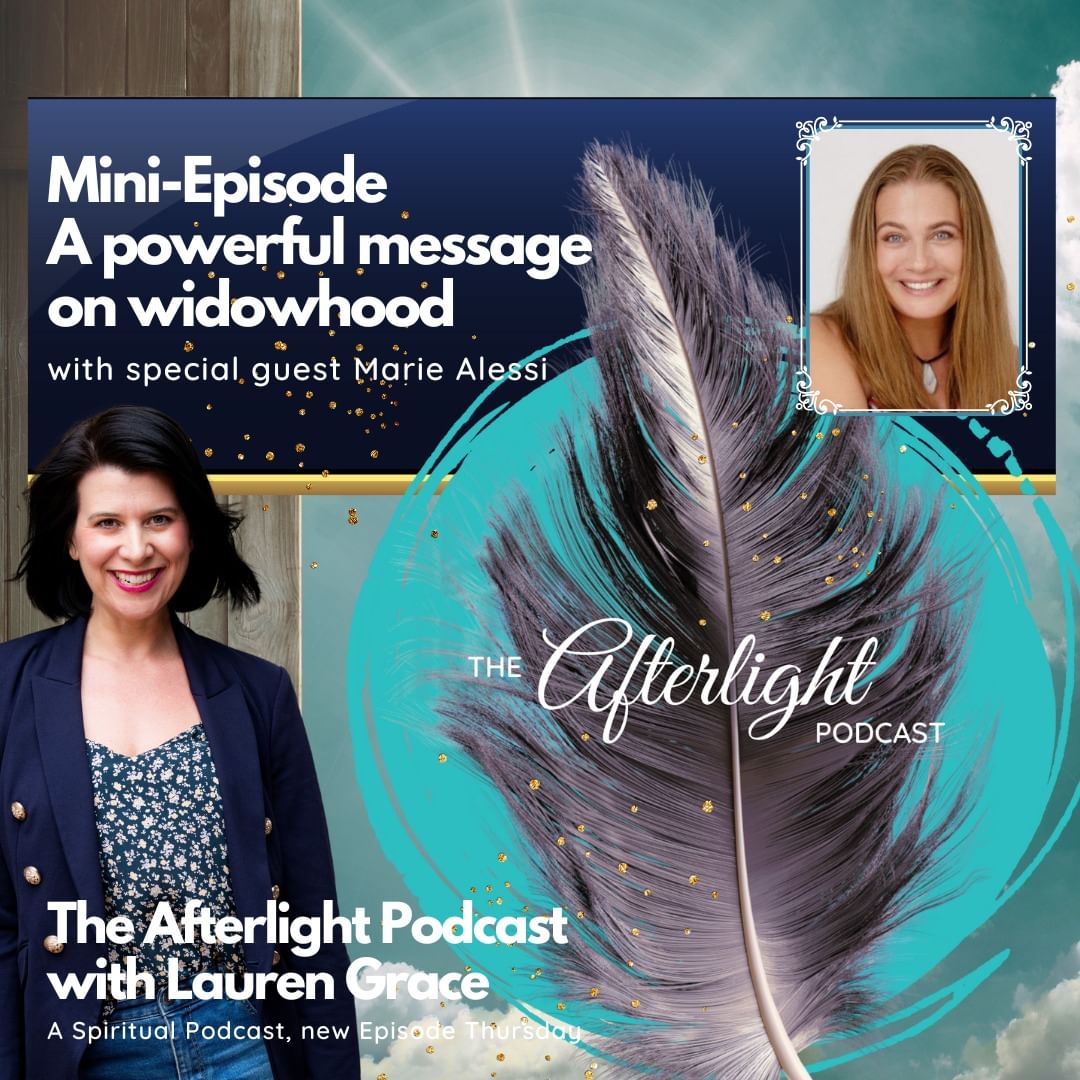 Mini-Episode
A powerful message
on widowhood
with special guest Marie Alessi
THE Afterlight
PODCAST
The Afterlight Podcast
with Lauren Grace
A Spiritual Podcast, new Episode Thursday